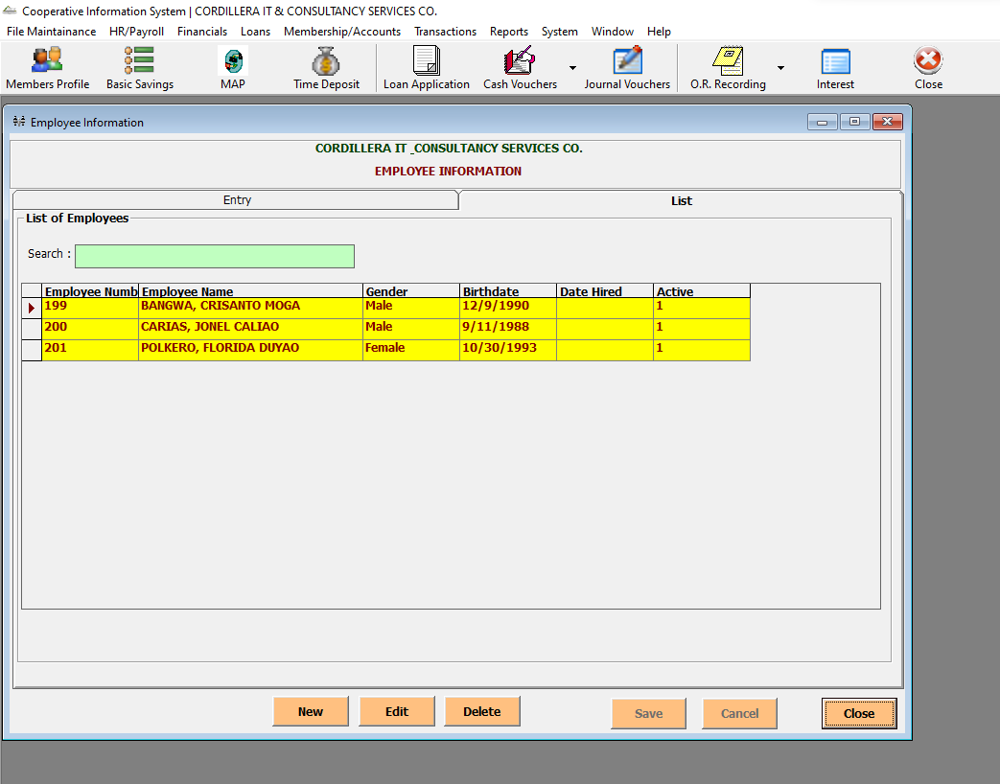 Cooperative Information System | CORDILLERA IT & CONSULTANCY SERVICES CO.
File Maintainance HR/Payroll Financials Loans Membership/Accounts Transactions Reports System Window Help
Members Profile Basic Savings MAP Time Deposit Loan Application Cash Vouchers Journal Vouchers O.R. Recording Interest Close
Employee Information
CORDILLERA IT _CONSULTANCY SERVICES CO.
EMPLOYEE INFORMATION
Entry List
List of Employees
Search :
Employee Numb Employee Name Gender Birthdate Date Hired Active
199 BANGWA, CRISANTO MOGA Male 12/9/1990 1
200 CARIAS, JONEL CALIAO Male 9/11/1988 1
201 POLKERO, FLORIDA DUYAO Female 10/30/1993 1
New Edit Delete Save Cancel Close